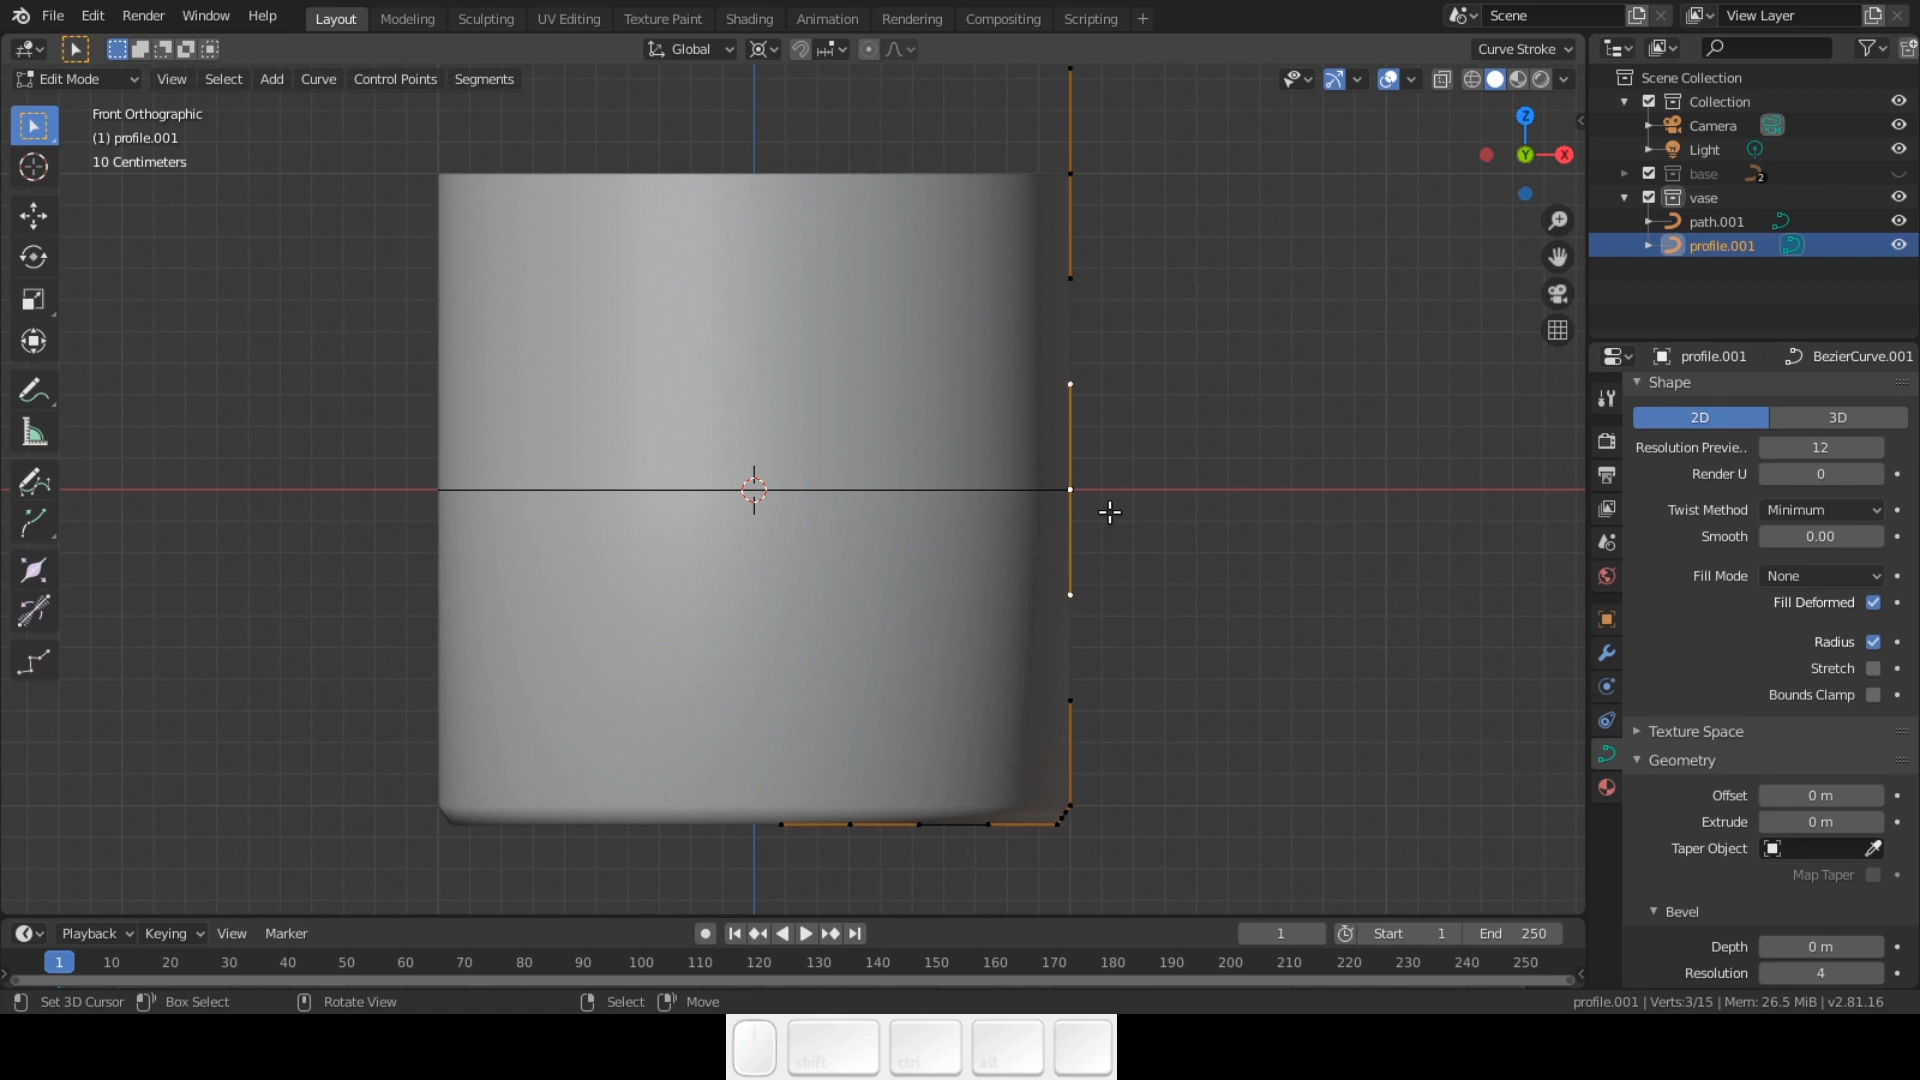 File Edit Render Window Help Layout Modeling Sculpting UV Editing Texture Paint Shading Animation Rendering Compositing Scripting + Scene View Layer
Global Curve Stroke
Edit Mode View Select Add Curve Control Points Segments
Front Orthographic
(1) profile.001
10 Centimeters
Z
Y
X
Scene Collection
Collection
Camera
Light
base 2
vase
path.001
profile.001
profile.001 BezierCurve.001
Shape
2D 3D
Resolution Previe.. 12
Render U 0
Twist Method Minimum
Smooth 0.00
Fill Mode None
Fill Deformed
Radius
Stretch
Bounds Clamp
Texture Space
Geometry
Offset 0 m
Extrude 0 m
Taper Object
Map Taper
Bevel
Depth 0 m
Resolution 4
Playback Keying View Marker 1 Start 1 End 250
1 10 20 30 40 50 60 70 80 90 100 110 120 130 140 150 160 170 180 190 200 210 220 230 240 250
Set 3D Cursor Box Select Rotate View Select Move profile.001 | Verts:3/15 | Mem: 26.5 MiB | v2.81.16
shift ctrl alt